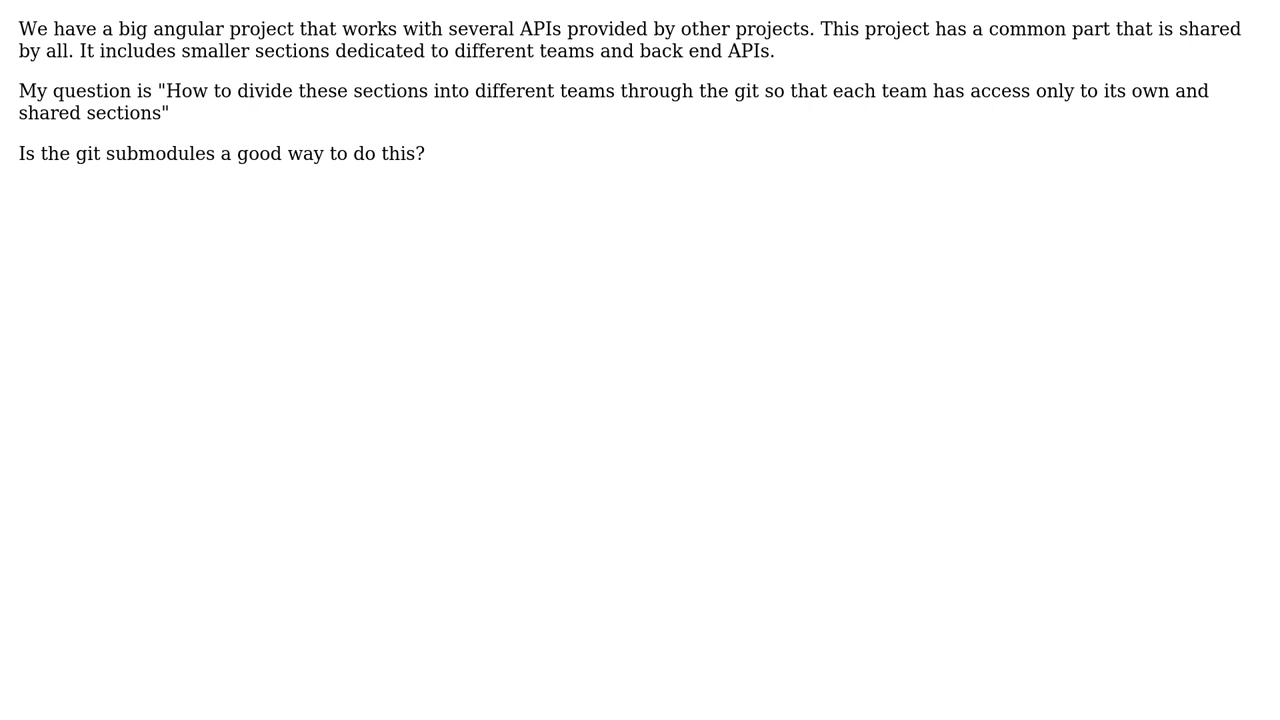 We have a big angular project that works with several APIs provided by other projects. This project has a common part that is shared
by all. It includes smaller sections dedicated to different teams and back end APIs.
My question is "How to divide these sections into different teams through the git so that each team has access only to its own and
shared sections"
Is the git submodules a good way to do this?